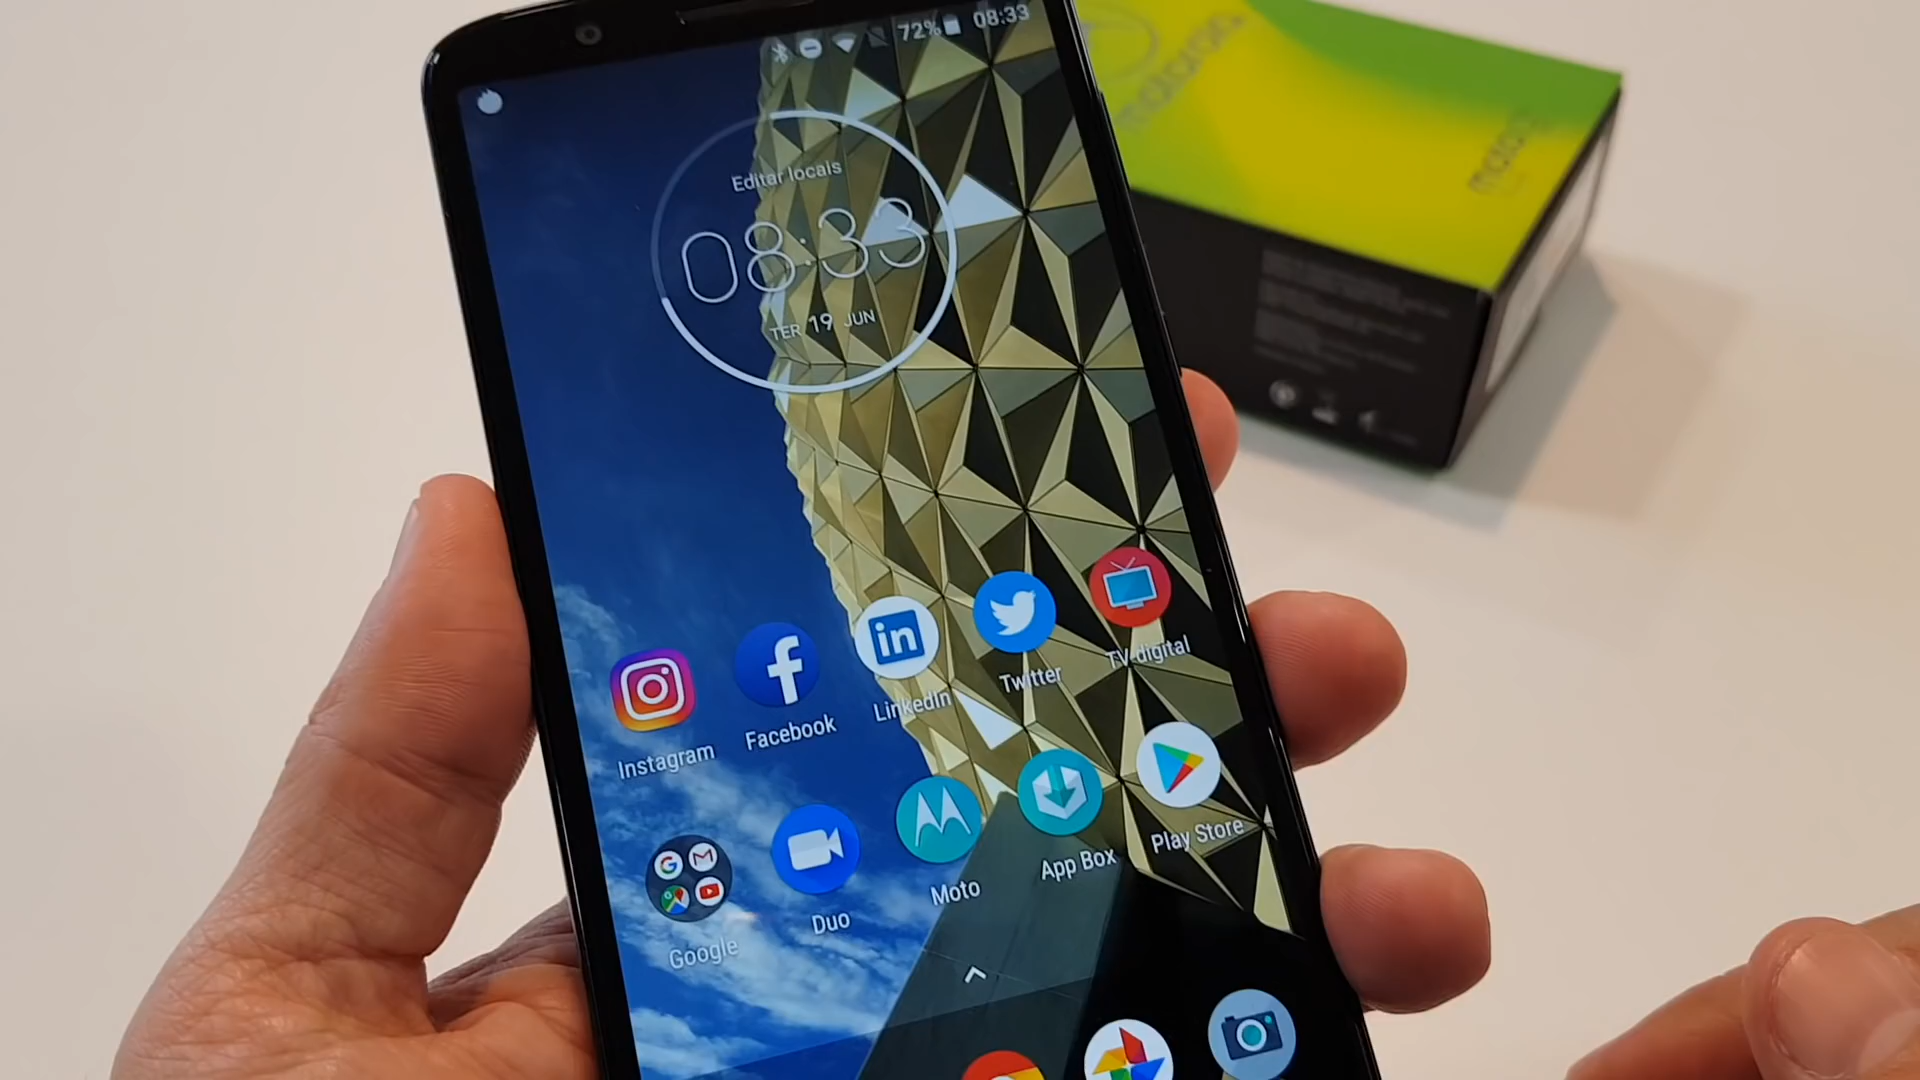 72% 08:33
Editar locais
08:33
TER 19 JUN
Instagram Facebook LinkedIn Twitter TV digital
Google Duo Moto App Box Play Store
motorola